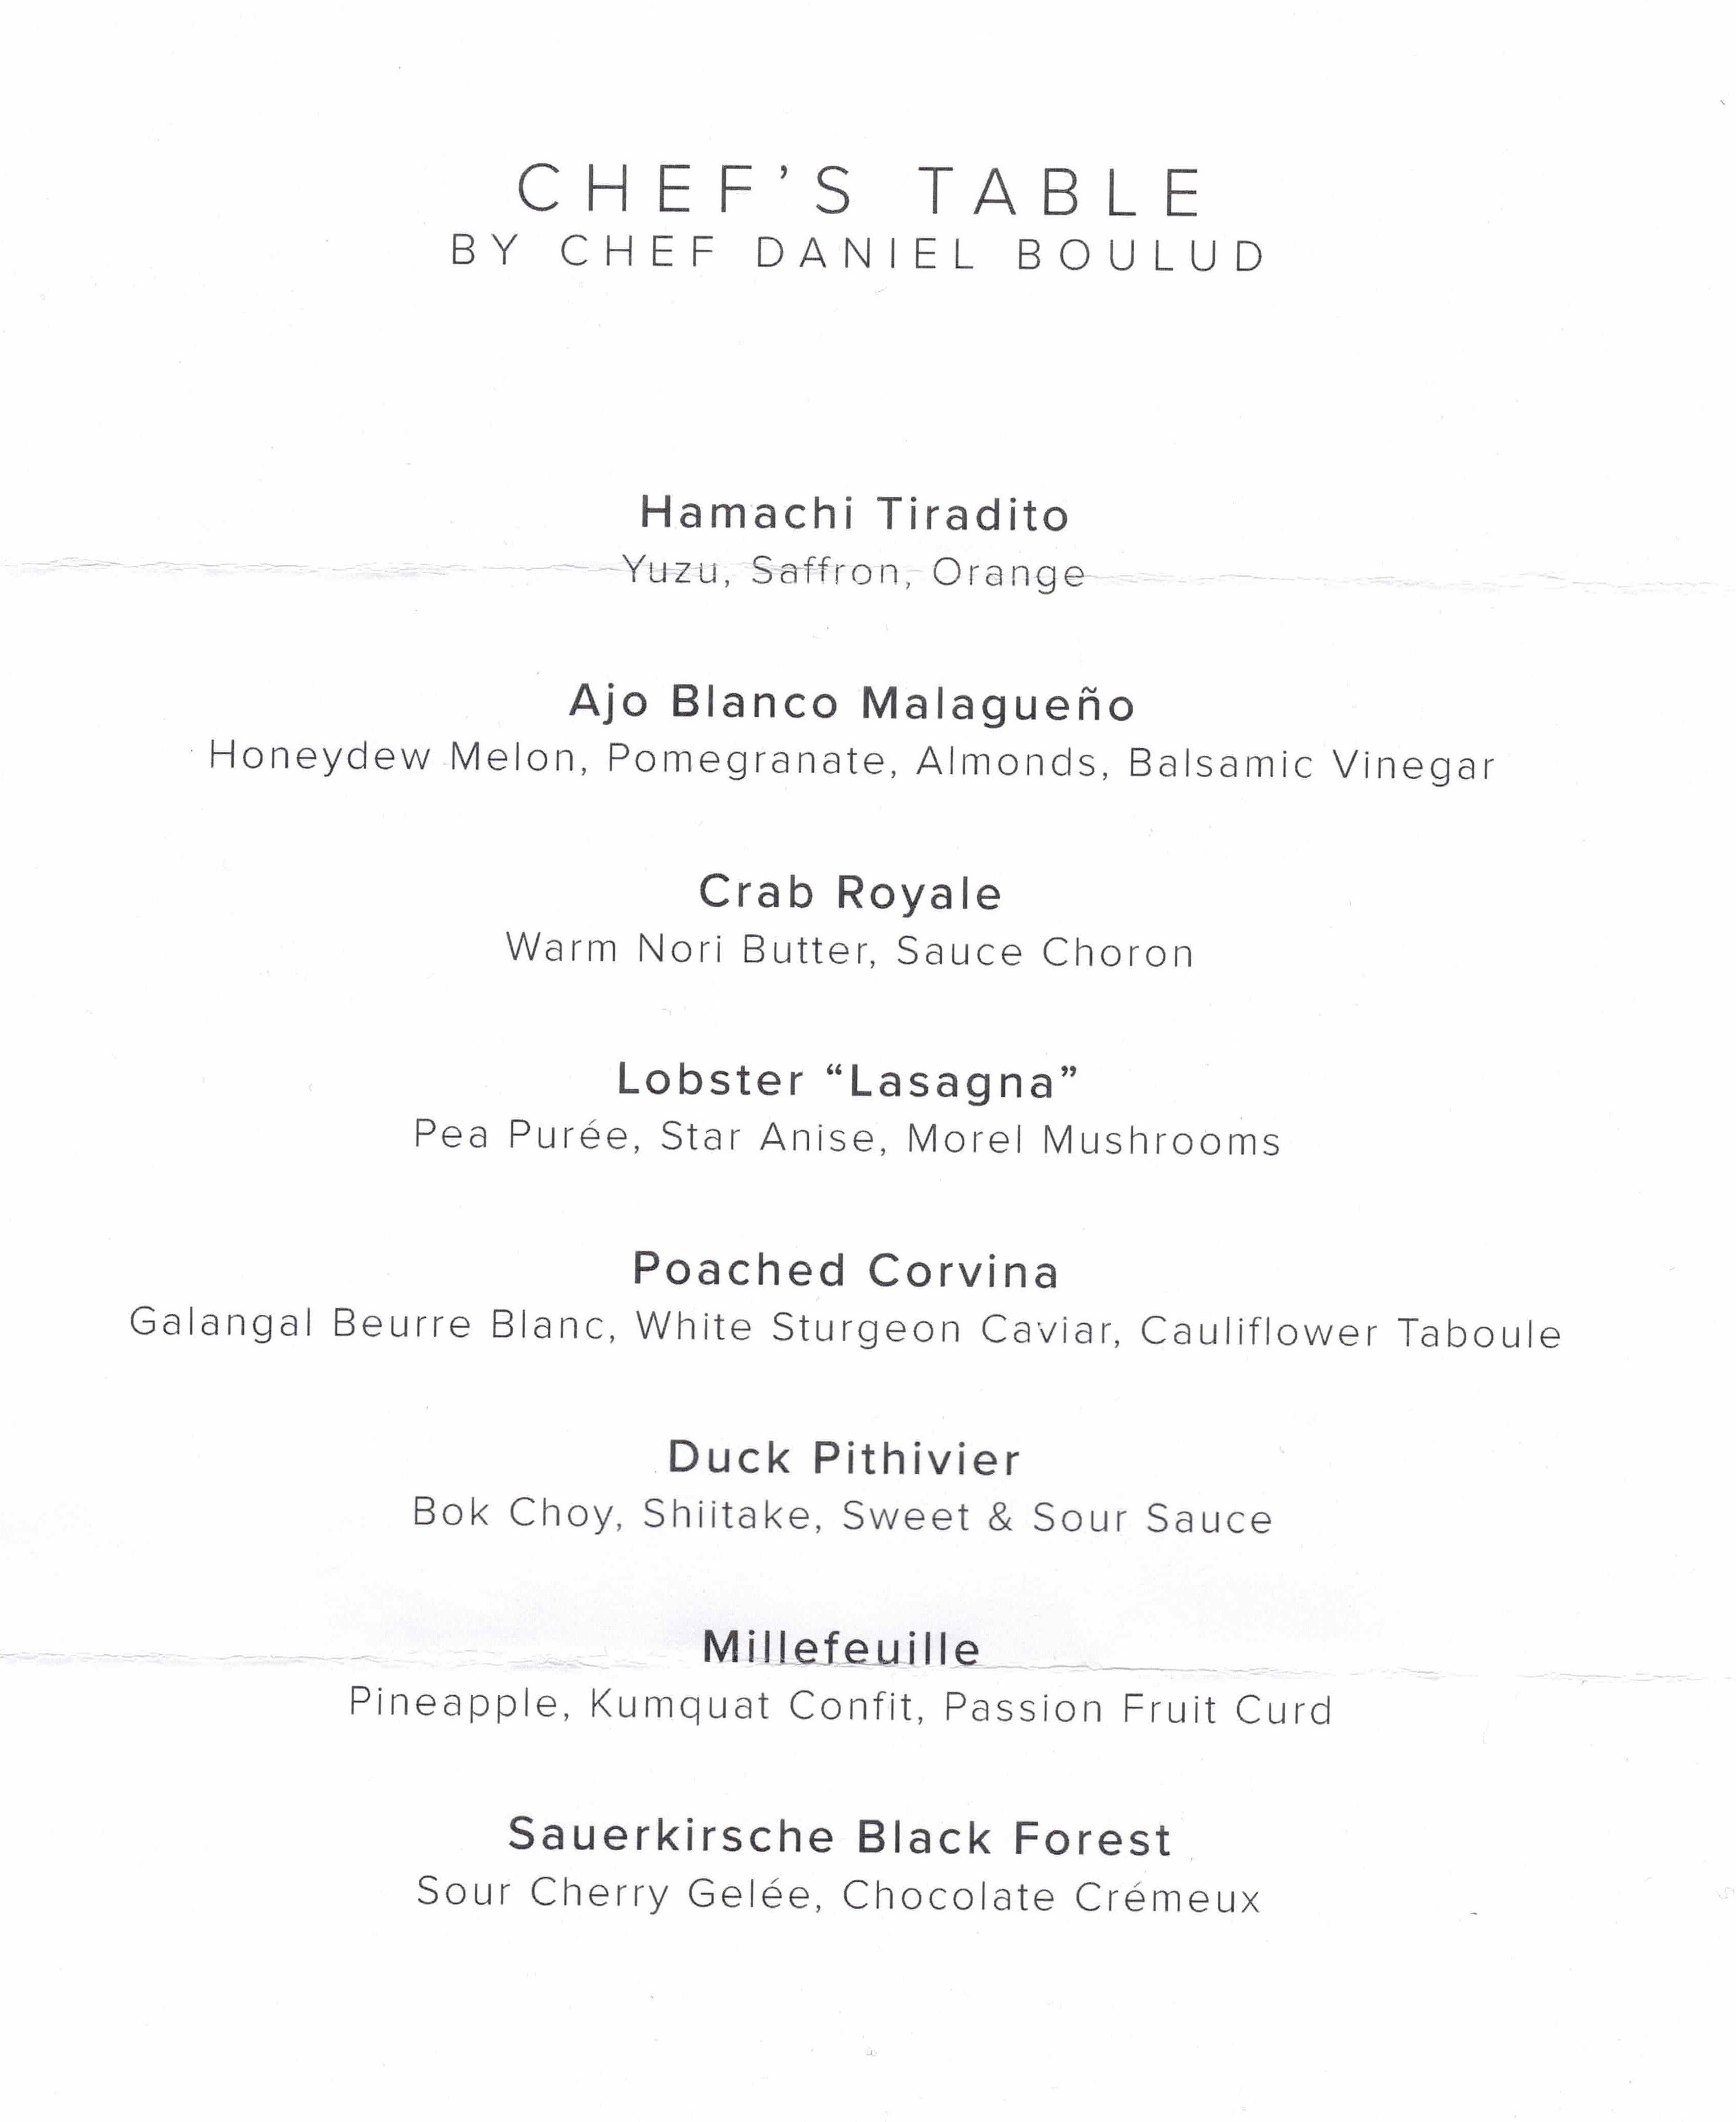 CHEF'S TABLE
BY CHEF DANIEL BOULUD
Hamachi Tiradito
Yuzu, Saffron, Orange
Ajo Blanco Malagueño
Honeydew Melon, Pomegranate, Almonds, Balsamic Vinegar
Crab Royale
Warm Nori Butter, Sauce Choron
Lobster “Lasagna”
Pea Purée, Star Anise, Morel Mushrooms
Poached Corvina
Galangal Beurre Blanc, White Sturgeon Caviar, Cauliflower Taboule
Duck Pithivier
Bok Choy, Shiitake, Sweet & Sour Sauce
Millefeuille
Pineapple, Kumquat Confit, Passion Fruit Curd
Sauerkirsche Black Forest
Sour Cherry Gelée, Chocolate Crémeux